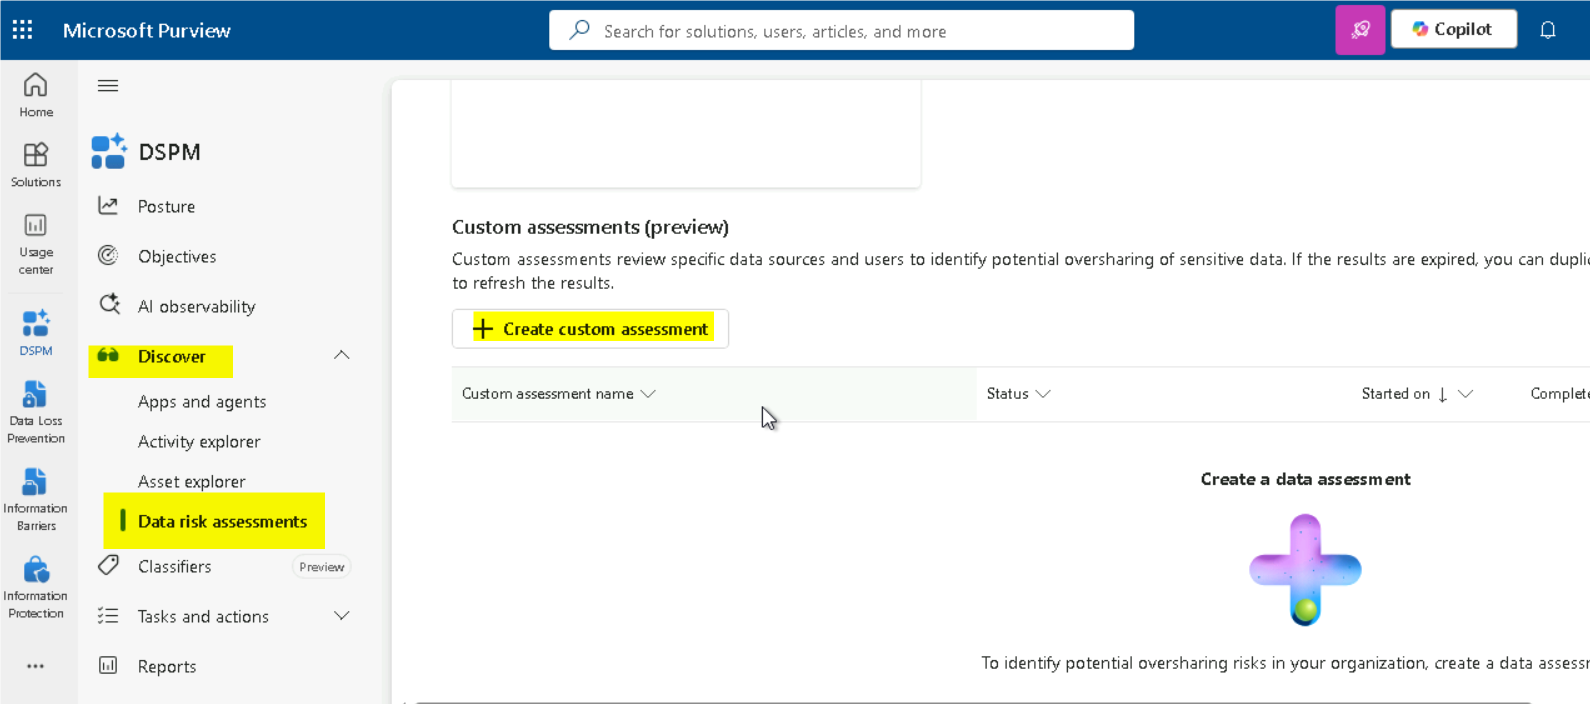 Microsoft Purview
Search for solutions, users, articles, and more
Copilot
Home
Solutions
Usage
center
DSPM
Data Loss
Prevention
Information
Barriers
Information
Protection
DSPM
Posture
Objectives
AI observability
Discover
Apps and agents
Activity explorer
Asset explorer
Data risk assessments
Classifiers
Preview
Tasks and actions
Reports
Custom assessments (preview)
Custom assessments review specific data sources and users to identify potential oversharing of sensitive data. If the results are expired, you can duplic
to refresh the results.
+ Create custom assessment
Custom assessment name
Status
Started on ↓
Complete
Create a data assessment
To identify potential oversharing risks in your organization, create a data assessm